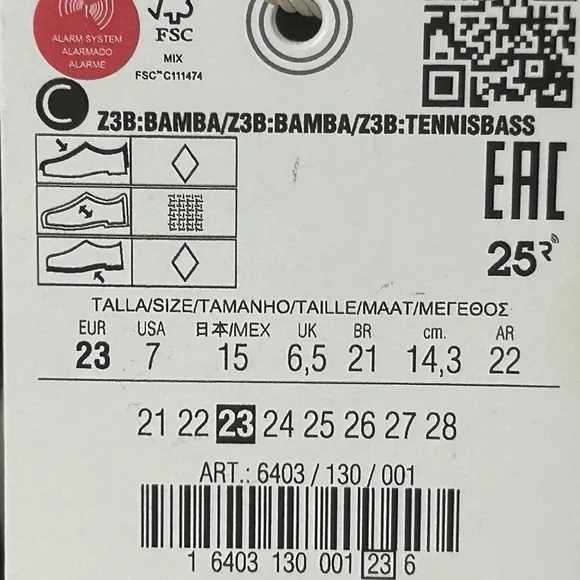 ALARM SYSTEM
ALARMADO
ALARME
FSC
MIX
FSC™ C111474
C
Z3B:BAMBA/Z3B:BAMBA/Z3B:TENNISBASS
EAC
25
TALLA/SIZE/TAMANHO/TAILLE/MAAT/ΜΕΓΕΘΟΣ
EUR USA 日本/MEX UK BR cm. AR
23 7 15 6,5 21 14,3 22
21 22 23 24 25 26 27 28
ART.: 6403 / 130 / 001
1 6403 130 001 23 6